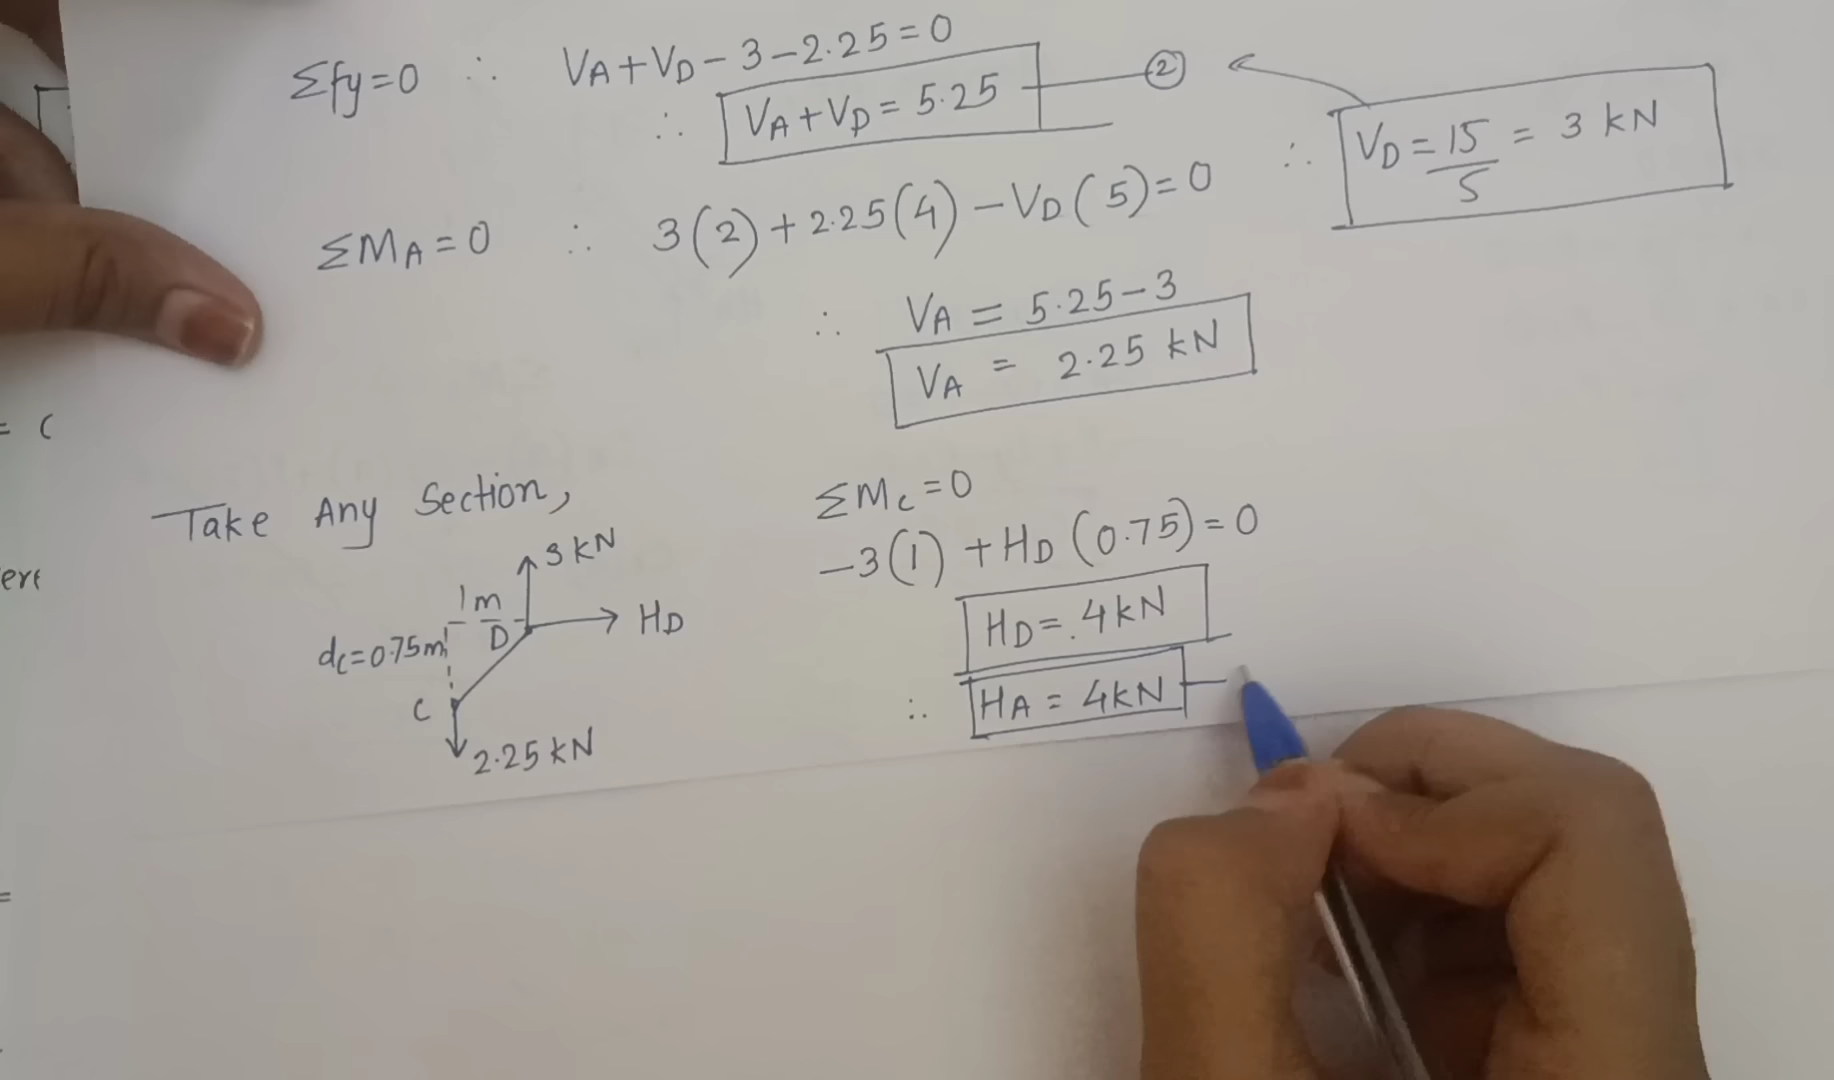 Σfy=0 ∴ VA+VD-3-2.25=0
∴ VA+VD=5.25 ②
∴ VD=15/5 = 3 kN
ΣMA=0 ∴ 3(2)+2.25(4)-VD(5)=0
∴ VA = 5.25-3
VA = 2.25 kN
= C
Take Any Section,
ΣMC=0
-3(1)+HD(0.75)=0
HD=4kN
∴ HA=4kN
3 kN
1m
D
HD
dc=0.75m
C
2.25 kN
ere
=